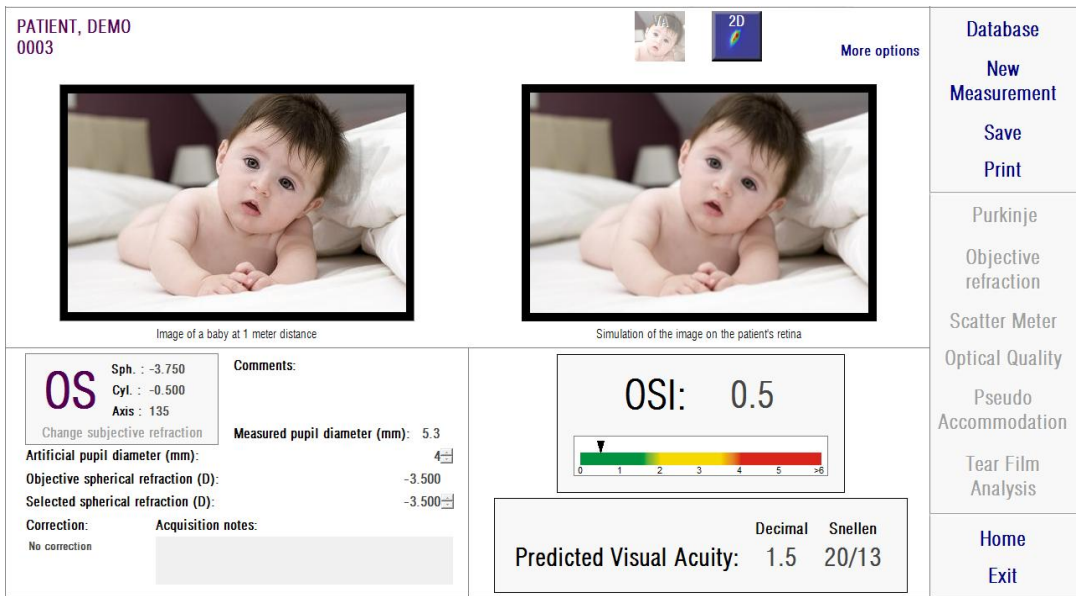 PATIENT, DEMO
0003
VA
2D
More options
Image of a baby at 1 meter distance
Simulation of the image on the patient's retina
OS
Sph. : -3.750
Cyl. : -0.500
Axis : 135
Change subjective refraction
Comments:
Measured pupil diameter (mm): 5.3
Artificial pupil diameter (mm): 4
Objective spherical refraction (D): -3.500
Selected spherical refraction (D): -3.500
Correction: Acquisition notes:
No correction
OSI: 0.5
0 1 2 3 4 5 >6
Decimal Snellen
Predicted Visual Acuity: 1.5 20/13
Database
New
Measurement
Save
Print
Purkinje
Objective
refraction
Scatter Meter
Optical Quality
Pseudo
Accommodation
Tear Film
Analysis
Home
Exit